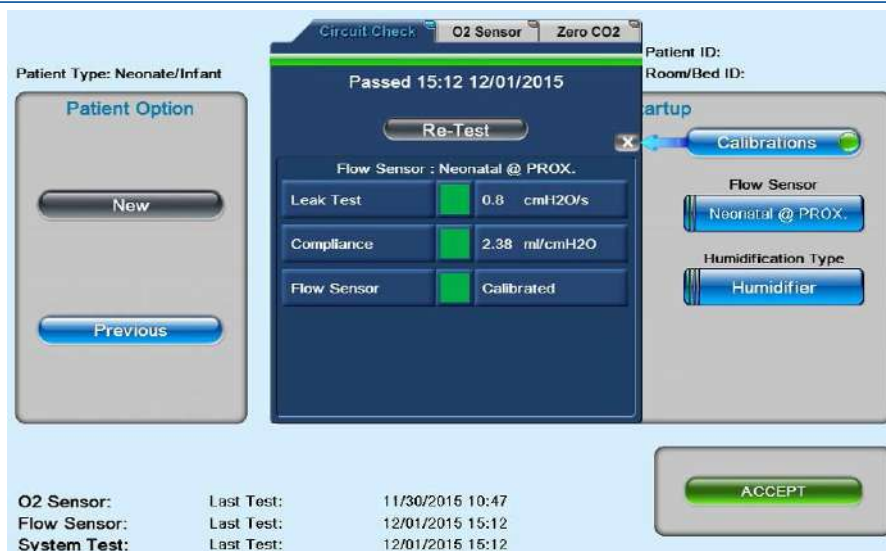 Circuit Check O2 Sensor Zero CO2
Patient ID:
Patient Type: Neonate/Infant
Room/Bed ID:
Passed 15:12 12/01/2015
Patient Option
artup
Re-Test
X
Calibrations
Flow Sensor : Neonatal @ PROX.
Flow Sensor
New
Leak Test 0.8 cmH2O/s
Neonatal @ PROX.
Compliance 2.38 ml/cmH2O
Humidification Type
Flow Sensor Calibrated
Humidifier
Previous
ACCEPT
O2 Sensor: Last Test: 11/30/2015 10:47
Flow Sensor: Last Test: 12/01/2015 15:12
System Test: Last Test: 12/01/2015 15:12